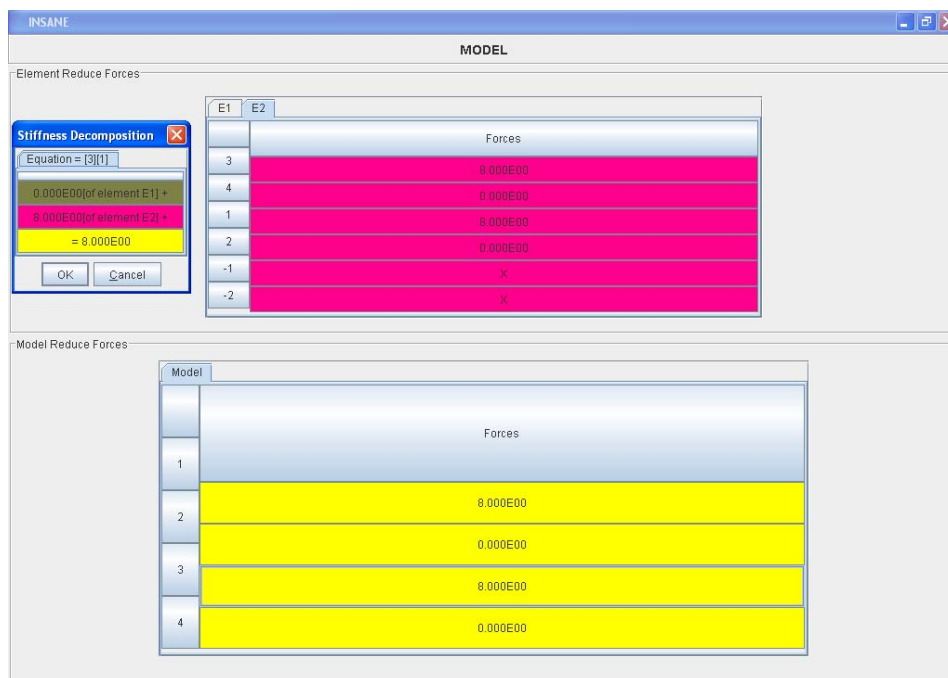 INSANE
MODEL
Element Reduce Forces
E1 E2
Stiffness Decomposition
Equation = [3][1]
0.000E00[of element E1] +
8.000E00[of element E2] +
= 8.000E00
OK Cancel
Forces
3 8.000E00
4 0.000E00
1 8.000E00
2 0.000E00
-1 X
-2 X
Model Reduce Forces
Model
Forces
1
8.000E00
2
0.000E00
3
8.000E00
4
0.000E00